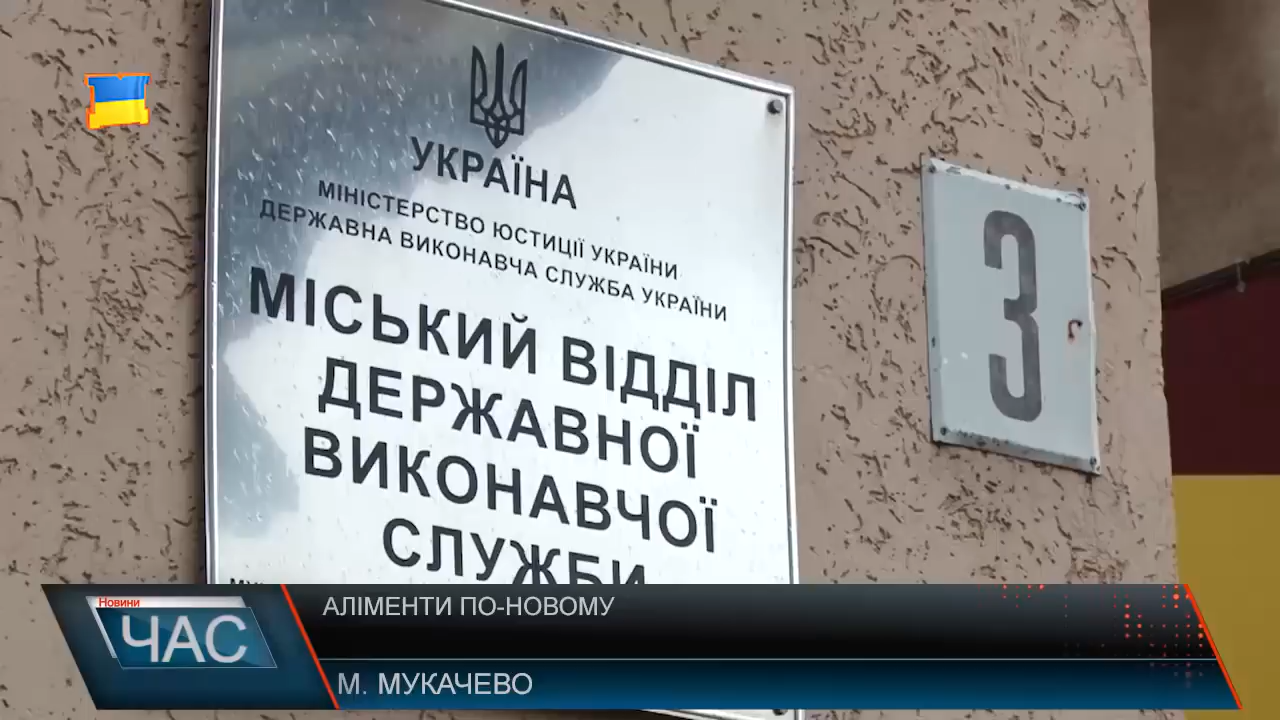 УКРАЇНА
МІНІСТЕРСТВО ЮСТИЦІЇ УКРАЇНИ
ДЕРЖАВНА ВИКОНАВЧА СЛУЖБА УКРАЇНИ
МІСЬКИЙ ВІДДІЛ
ДЕРЖАВНОЇ
ВИКОНАВЧОЇ
СЛУЖБИ
3
Новини
ЧАС
АЛІМЕНТИ ПО-НОВОМУ
М. МУКАЧЕВО